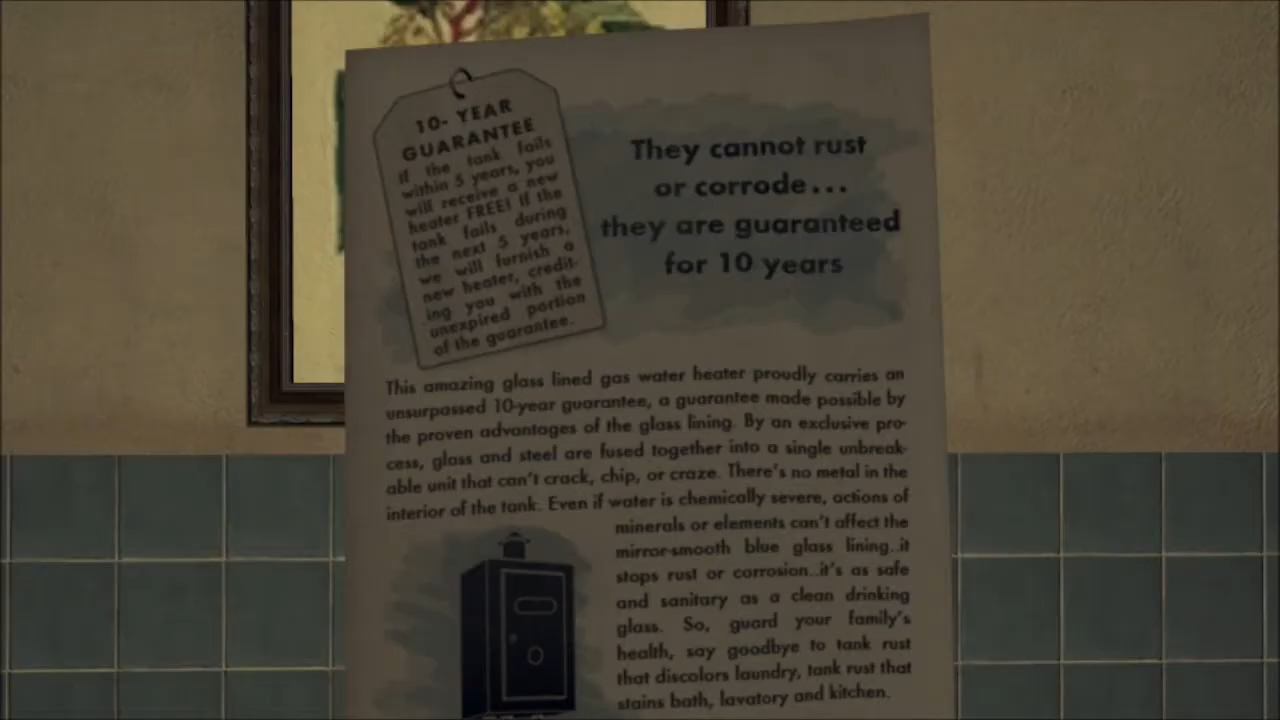 10- YEAR
GUARANTEE
If the tank fails
within 5 years, you
will receive a new
heater FREE! If the
tank fails during
the next 5 years,
we will furnish a
new heater, credit-
ing you with the
unexpired portion
of the guarantee.
They cannot rust
or corrode...
they are guaranteed
for 10 years
This amazing glass lined gas water heater proudly carries an
unsurpassed 10-year guarantee, a guarantee made possible by
the proven advantages of the glass lining. By an exclusive pro-
cess, glass and steel are fused together into a single unbreak-
able unit that can't crack, chip, or craze. There's no metal in the
interior of the tank. Even if water is chemically severe, actions of
minerals or elements can't affect the
mirror-smooth blue glass lining..it
stops rust or corrosion..it's as safe
and sanitary as a clean drinking
glass. So, guard your family's
health, say goodbye to tank rust
that discolors laundry, tank rust that
stains bath, lavatory and kitchen.